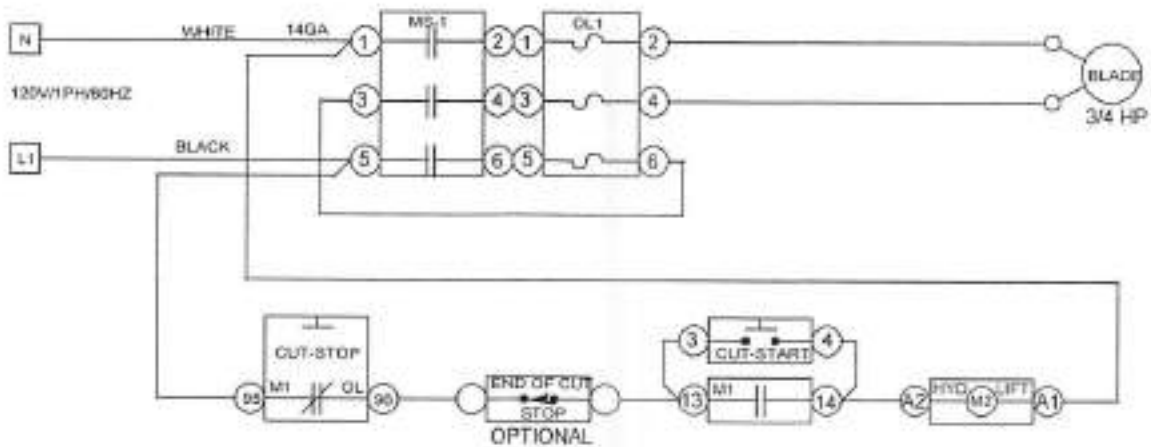 N WHITE 14GA 1 MS-1 2 1 OL1 2
120V/1PH/60HZ 3 4 3 4 BLADE
3/4 HP
L1 BLACK 5 6 5 6
3 4
CUT-STOP CUT-START
95 M1 OL 96 END OF CUT 13 M1 14 A2 HYD LIFT A1
M2
STOP
OPTIONAL